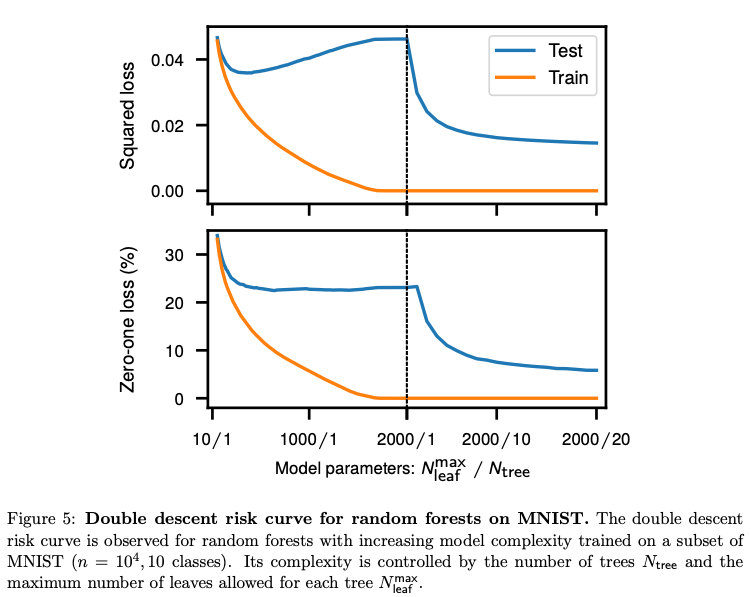 Test
Train
Squared loss
0.04
0.02
0.00
Zero-one loss (%)
30
20
10
0
10/1 1000/1 2000/1 2000/10 2000/20
Model parameters: N_leaf^max / N_tree
Figure 5: Double descent risk curve for random forests on MNIST. The double descent
risk curve is observed for random forests with increasing model complexity trained on a subset of
MNIST (n = 10^4, 10 classes). Its complexity is controlled by the number of trees N_tree and the
maximum number of leaves allowed for each tree N_leaf^max.